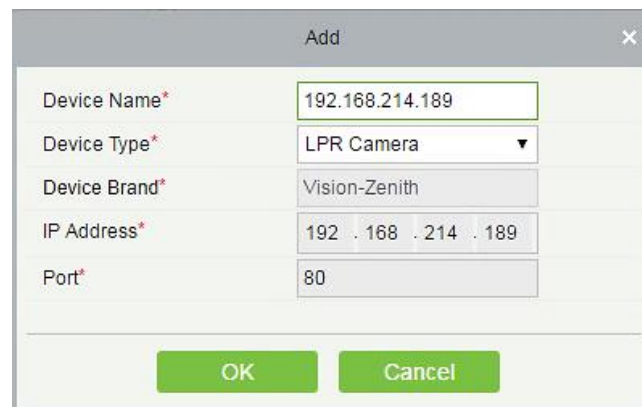 Add ×
Device Name* 192.168.214.189
Device Type* LPR Camera ▼
Device Brand* Vision-Zenith
IP Address* 192 . 168 . 214 . 189
Port* 80
OK Cancel